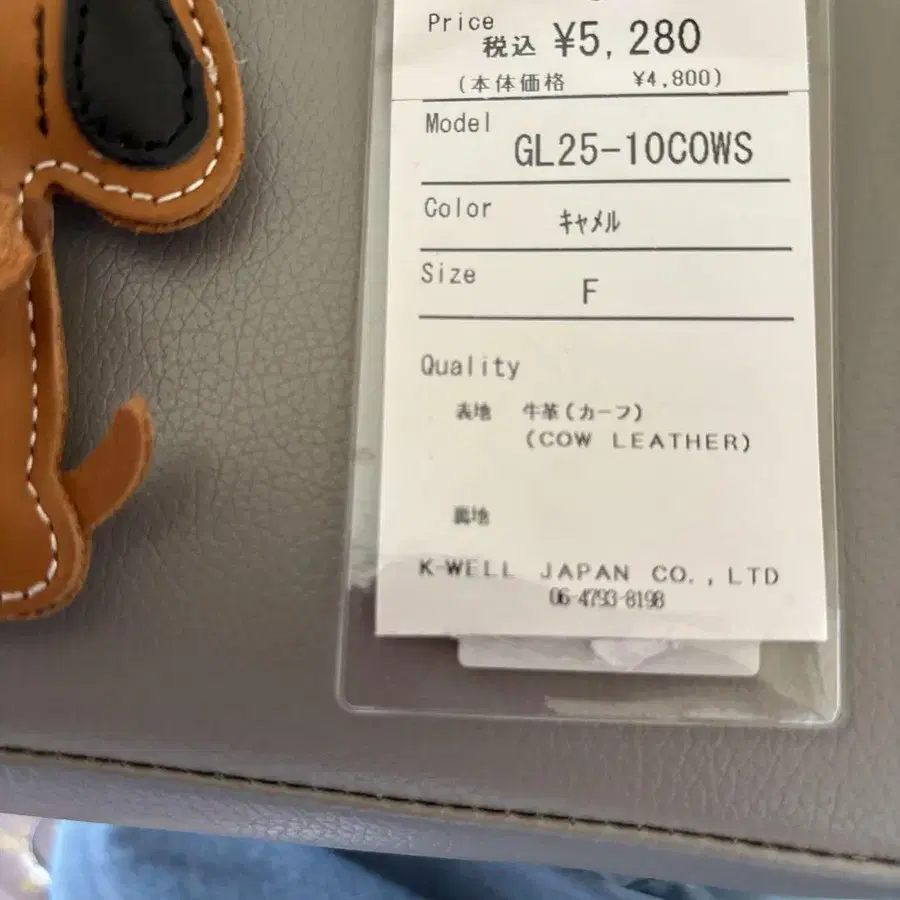 Price
税込 ¥5,280
(本体価格 ¥4,800)
Model
GL25-10COWS
Color
ｷｬﾒﾙ
Size
F
Quality
表地 牛革(カーフ)
(COW LEATHER)
裏地
K-WELL JAPAN CO.,LTD
06-4793-8198